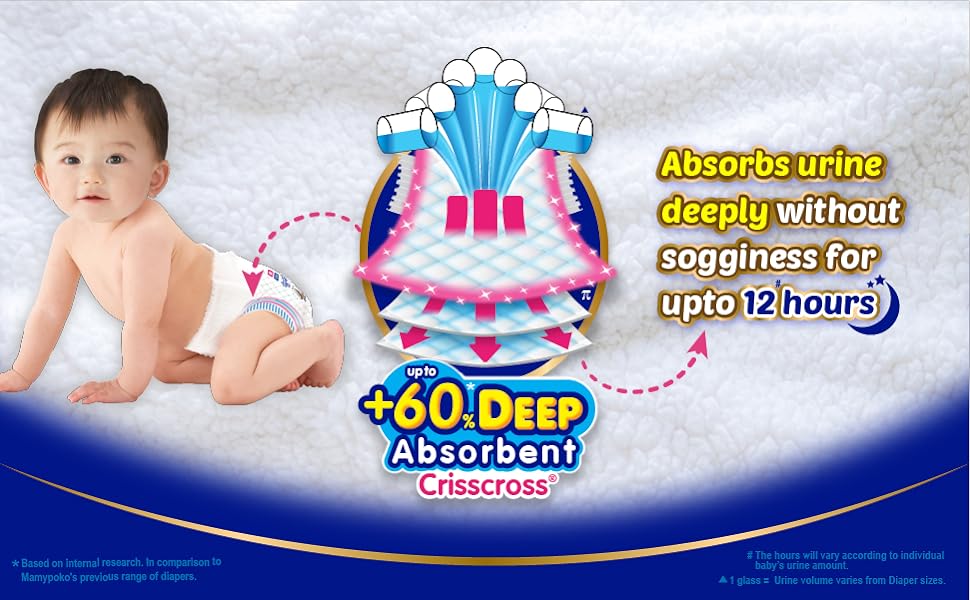 Absorbs urine
deeply without
sogginess for
upto 12# hours
π
upto
+60%* DEEP
Absorbent
Crisscross®
* Based on internal research. In comparison to
Mamypoko's previous range of diapers.
# The hours will vary according to individual
baby's urine amount.
▲ 1 glass = Urine volume varies from Diaper sizes.